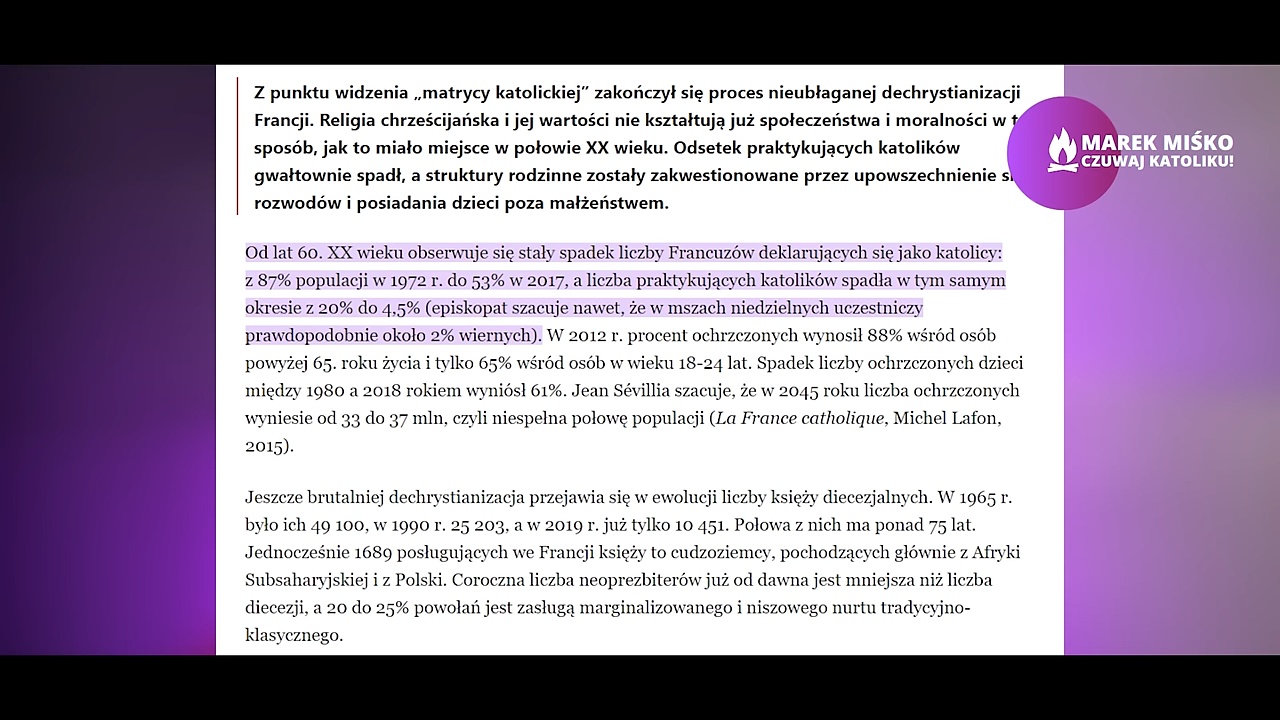 Z punktu widzenia „matrycy katolickiej” zakończył się proces nieubłaganej dechrystianizacji
Francji. Religia chrześcijańska i jej wartości nie kształtują już społeczeństwa i moralności w
sposób, jak to miało miejsce w połowie XX wieku. Odsetek praktykujących katolików
gwałtownie spadł, a struktury rodzinne zostały zakwestionowane przez upowszechnienie
rozwodów i posiadania dzieci poza małżeństwem.
MAREK MIŚKO
CZUWAJ KATOLIKU!
Od lat 60. XX wieku obserwuje się stały spadek liczby Francuzów deklarujących się jako katolicy:
z 87% populacji w 1972 r. do 53% w 2017, a liczba praktykujących katolików spadła w tym samym
okresie z 20% do 4,5% (episkopat szacuje nawet, że w mszach niedzielnych uczestniczy
prawdopodobnie około 2% wiernych). W 2012 r. procent ochrzczonych wynosił 88% wśród osób
powyżej 65. roku życia i tylko 65% wśród osób w wieku 18-24 lat. Spadek liczby ochrzczonych dzieci
między 1980 a 2018 rokiem wyniósł 61%. Jean Sévillia szacuje, że w 2045 roku liczba ochrzczonych
wyniesie od 33 do 37 mln, czyli niespełna połowę populacji (La France catholique, Michel Lafon,
2015).
Jeszcze brutalniej dechrystianizacja przejawia się w ewolucji liczby księży diecezjalnych. W 1965 r.
było ich 49 100, w 1990 r. 25 203, a w 2019 r. już tylko 10 451. Połowa z nich ma ponad 75 lat.
Jednocześnie 1689 posługujących we Francji księży to cudzoziemcy, pochodzących głównie z Afryki
Subsaharyjskiej i z Polski. Coroczna liczba neoprezbiterów już od dawna jest mniejsza niż liczba
diecezji, a 20 do 25% powołań jest zasługą marginalizowanego i niszowego nurtu tradycyjno-
klasycznego.